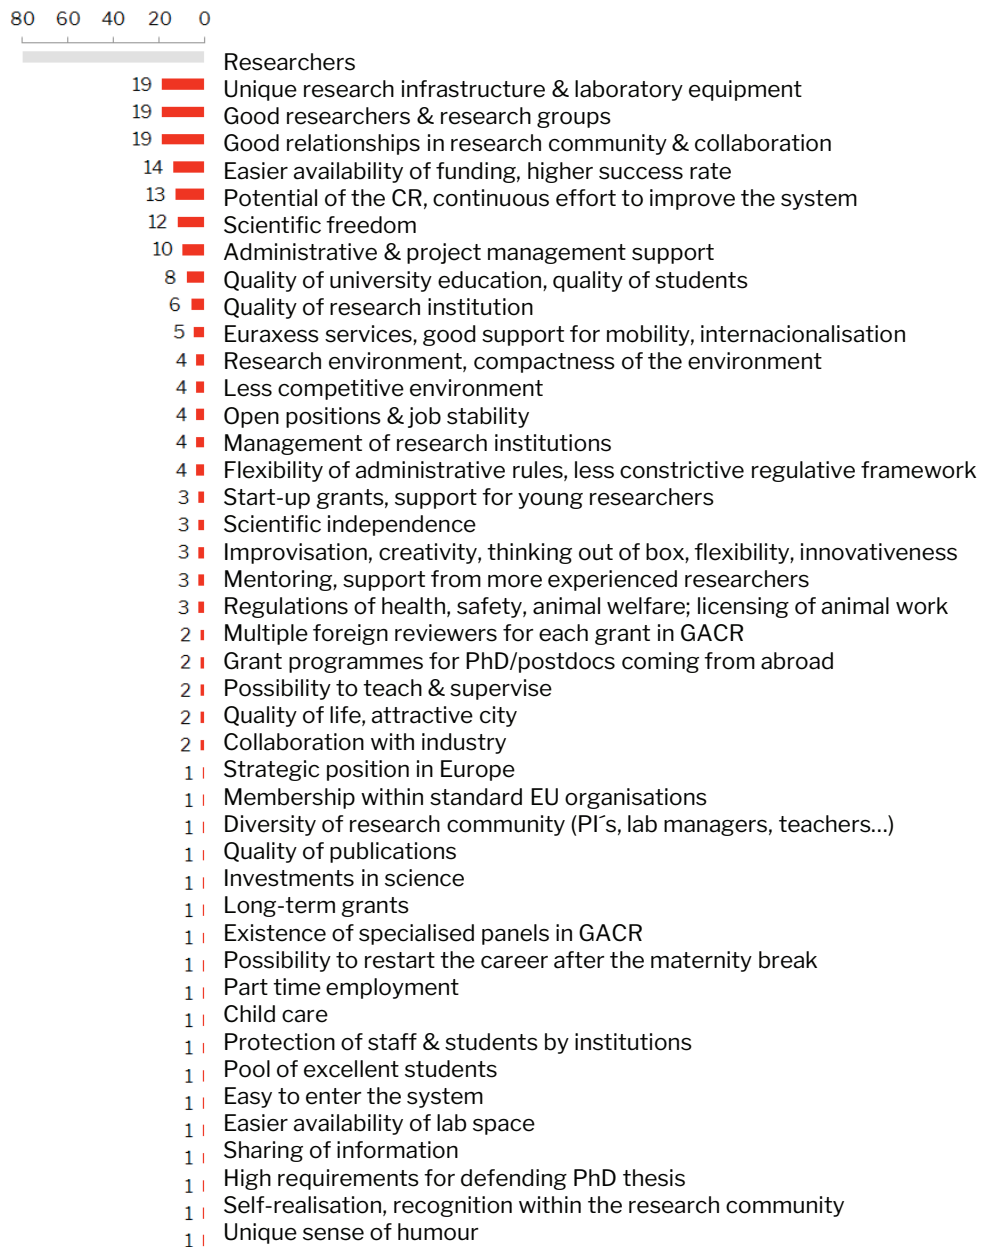 80 60 40 20 0
Researchers
19 Unique research infrastructure & laboratory equipment
19 Good researchers & research groups
19 Good relationships in research community & collaboration
14 Easier availability of funding, higher success rate
13 Potential of the CR, continuous effort to improve the system
12 Scientific freedom
10 Administrative & project management support
8 Quality of university education, quality of students
6 Quality of research institution
5 Euraxess services, good support for mobility, internacionalisation
4 Research environment, compactness of the environment
4 Less competitive environment
4 Open positions & job stability
4 Management of research institutions
4 Flexibility of administrative rules, less constrictive regulative framework
3 Start-up grants, support for young researchers
3 Scientific independence
3 Improvisation, creativity, thinking out of box, flexibility, innovativeness
3 Mentoring, support from more experienced researchers
3 Regulations of health, safety, animal welfare; licensing of animal work
2 Multiple foreign reviewers for each grant in GACR
2 Grant programmes for PhD/postdocs coming from abroad
2 Possibility to teach & supervise
2 Quality of life, attractive city
2 Collaboration with industry
1 Strategic position in Europe
1 Membership within standard EU organisations
1 Diversity of research community (PI´s, lab managers, teachers...)
1 Quality of publications
1 Investments in science
1 Long-term grants
1 Existence of specialised panels in GACR
1 Possibility to restart the career after the maternity break
1 Part time employment
1 Child care
1 Protection of staff & students by institutions
1 Pool of excellent students
1 Easy to enter the system
1 Easier availability of lab space
1 Sharing of information
1 High requirements for defending PhD thesis
1 Self-realisation, recognition within the research community
1 Unique sense of humour